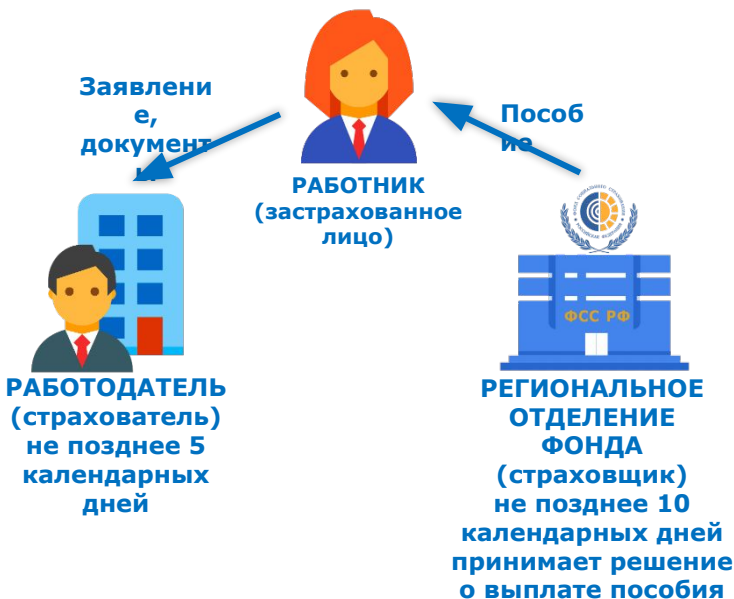 Заявлени
е,
документ
ы
Пособ
ие
РАБОТНИК
(застрахованное
лицо)
ФСС РФ
РАБОТОДАТЕЛЬ
(страхователь)
не позднее 5
календарных
дней
РЕГИОНАЛЬНОЕ
ОТДЕЛЕНИЕ
ФОНДА
(страховщик)
не позднее 10
календарных дней
принимает решение
о выплате пособия